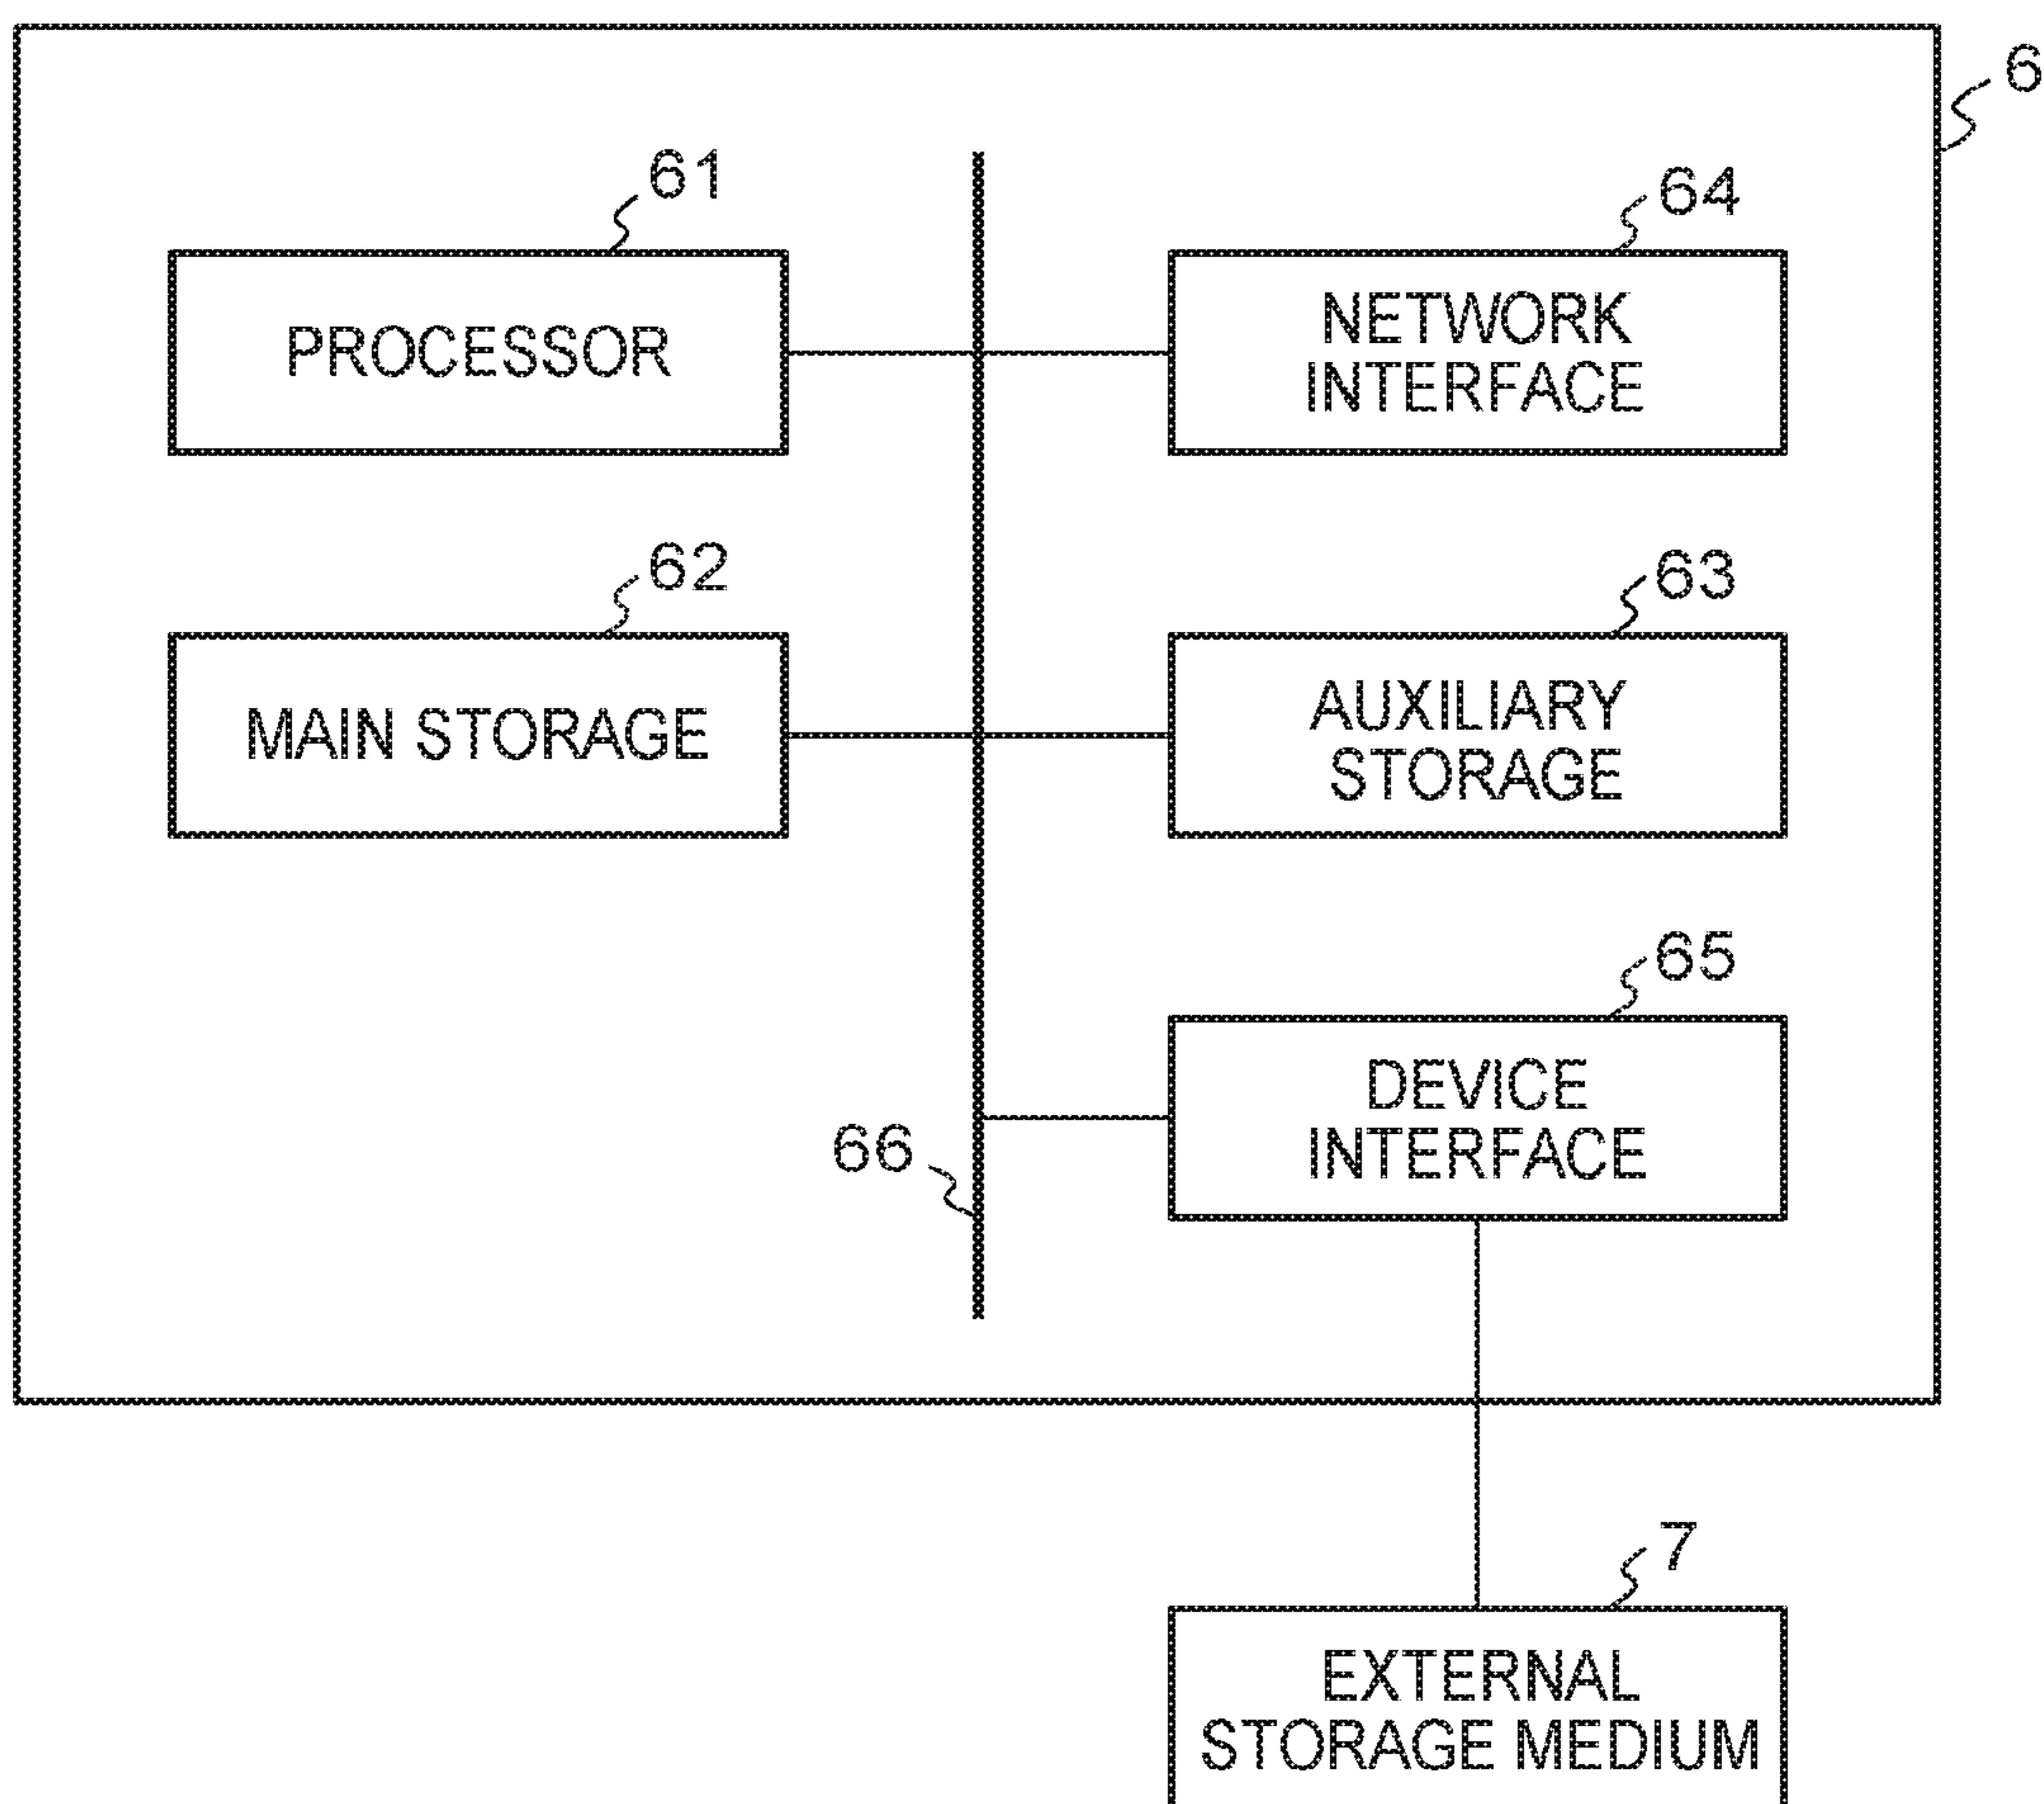 6
61
PROCESSOR
64
NETWORK
INTERFACE
62
MAIN STORAGE
63
AUXILIARY
STORAGE
65
DEVICE
INTERFACE
66
7
EXTERNAL
STORAGE MEDIUM